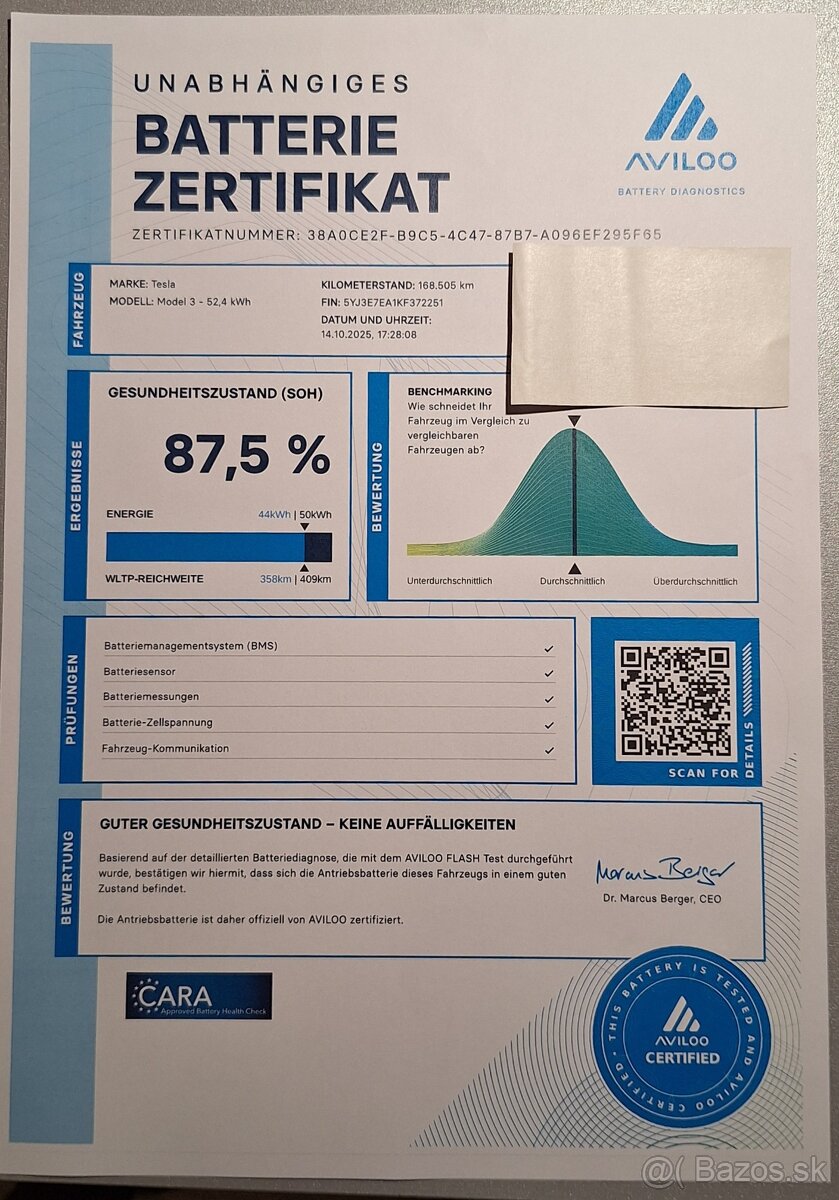 UNABHÄNGIGES
BATTERIE
ZERTIFIKAT
AVILOO
BATTERY DIAGNOSTICS
ZERTIFIKATNUMMER: 38A0CE2F-B9C5-4C47-87B7-A096EF295F65
FAHRZEUG
MARKE: Tesla
MODELL: Model 3 - 52,4 kWh
KILOMETERSTAND: 168,505 km
FIN: 5YJ3E7EA1KF372251
DATUM UND UHRZEIT:
14.10.2025, 17:28:08
ERGEBNISSE
GESUNDHEITSZUSTAND (SOH)
87,5 %
ENERGIE
44kWh | 50kWh
WLTP-REICHWEITE
358km | 409km
BEWERTUNG
BENCHMARKING
Wie schneidet Ihr
Fahrzeug im Vergleich zu
vergleichbaren
Fahrzeugen ab?
Unterdurchschnittlich
Durchschnittlich
Überdurchschnittlich
PRÜFUNGEN
Batteriemanagementsystem (BMS)
Batteriesensor
Batteriemessungen
Batterie-Zellspannung
Fahrzeug-Kommunikation
SCAN FOR DETAILS
BEWERTUNG
GUTER GESUNDHEITSZUSTAND – KEINE AUFFÄLLIGKEITEN
Basierend auf der detaillierten Batteriediagnose, die mit dem AVILOO FLASH Test durchgeführt
wurde, bestätigen wir hiermit, dass sich die Antriebsbatterie dieses Fahrzeugs in einem guten
Zustand befindet.
Die Antriebsbatterie ist daher offiziell von AVILOO zertifiziert.
Marcus Berger
Dr. Marcus Berger, CEO
CARA
Approved Battery Health Check
THIS BATTERY IS TESTED AND AVILOO CERTIFIED
AVILOO
CERTIFIED
@( Bazos.sk